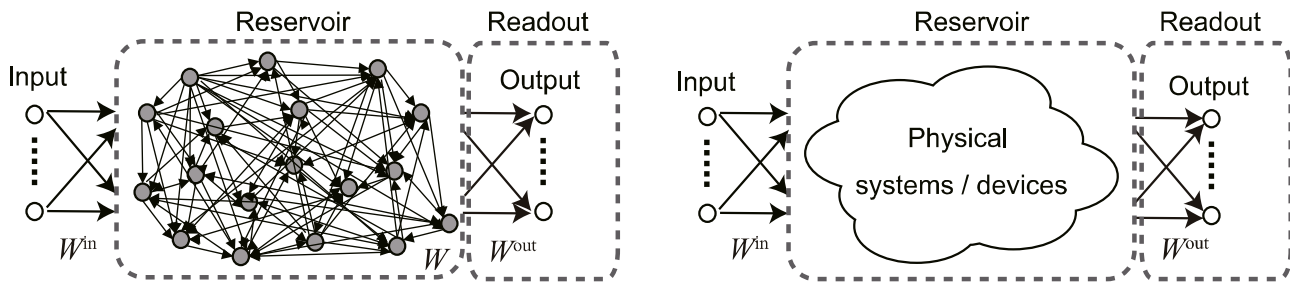 Reservoir
Readout
Input
Output
W^in
W
W^out
Reservoir
Readout
Input
Output
Physical
systems / devices
W^in
W^out